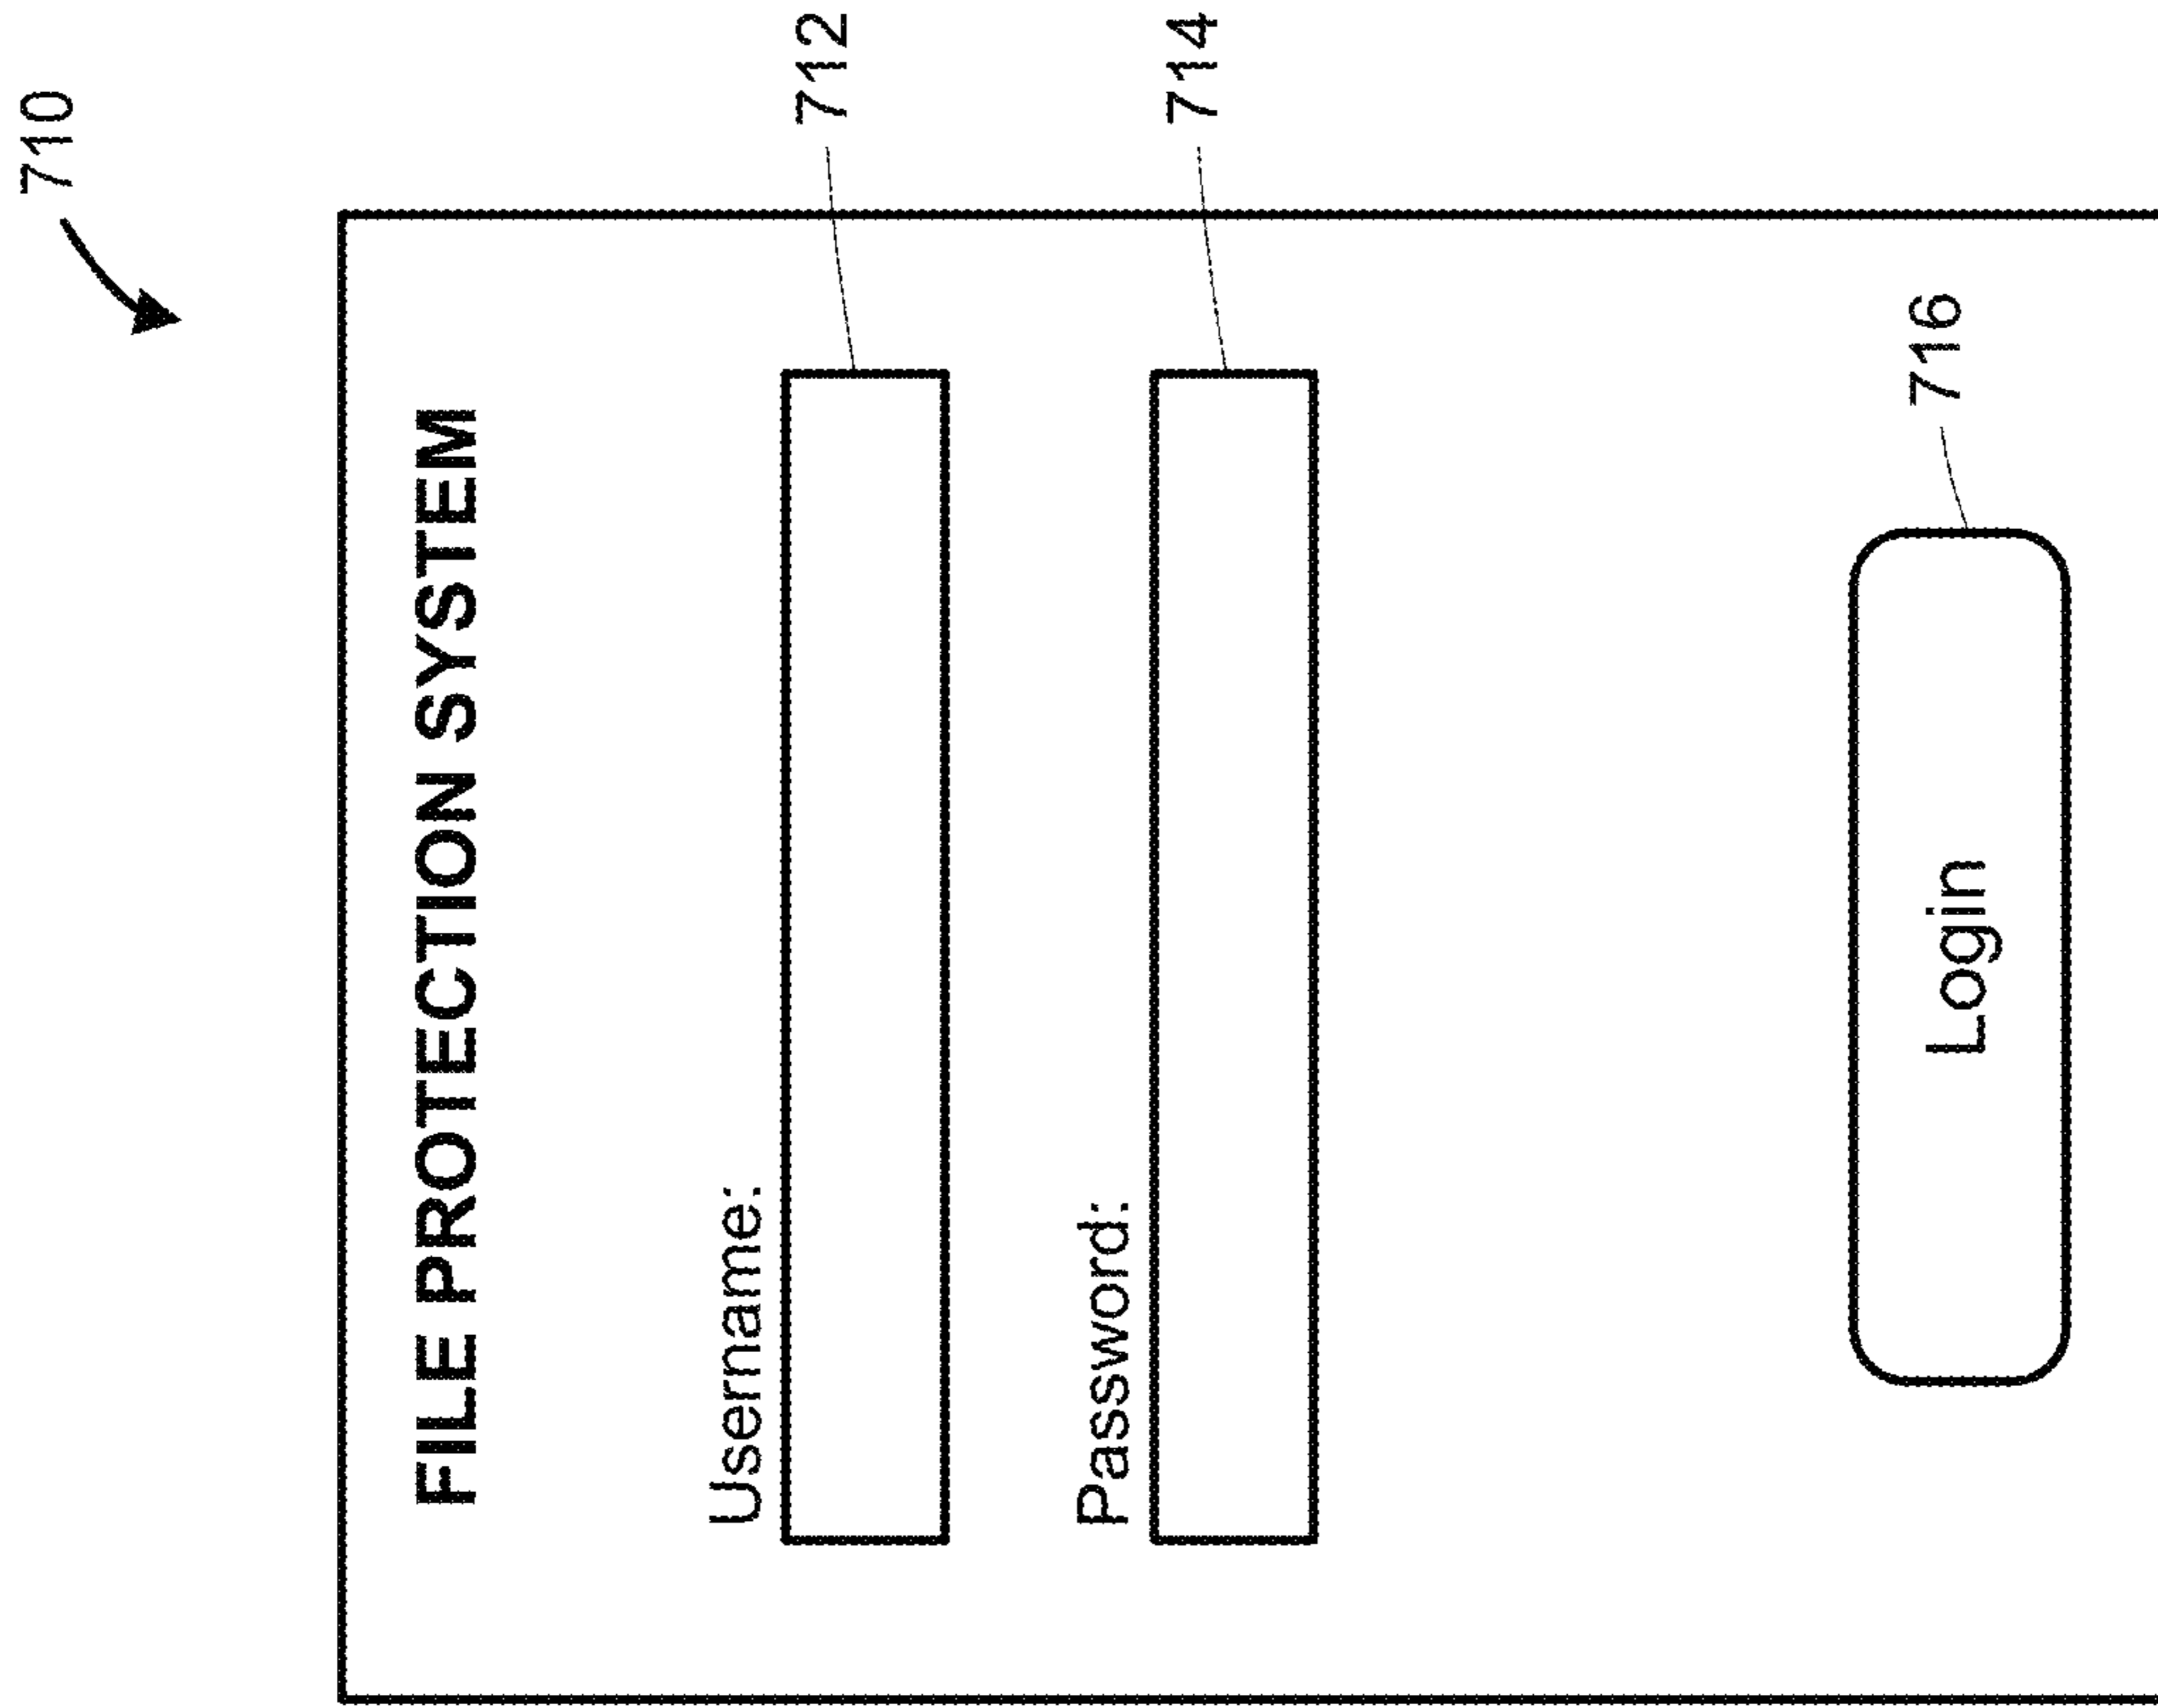 710
FILE PROTECTION SYSTEM
Username:
712
Password:
714
716
Login